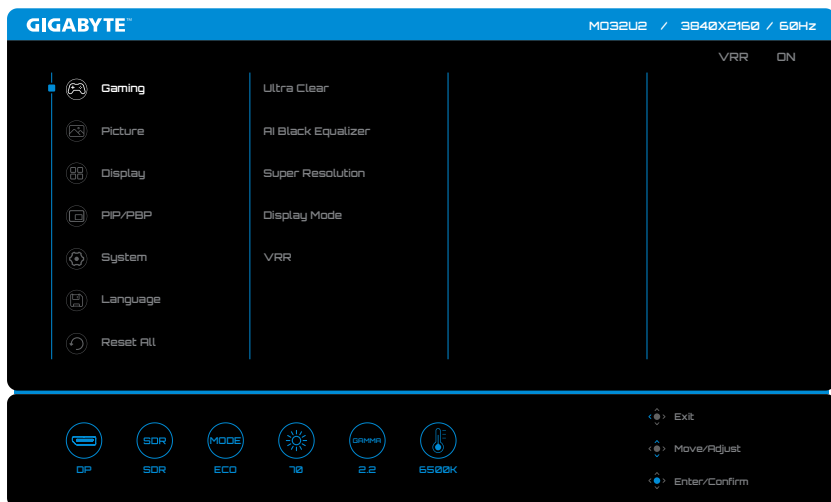 GIGABYTE™ MO32U2 / 3840X2160 / 60Hz
VRR ON
Gaming Ultra Clear
Picture AI Black Equalizer
Display Super Resolution
PIP/PBP Display Mode
System VRR
Language
Reset All
SDR MODE GAMMA
DP SDR ECO 70 2.2 6500K
Exit
Move/Adjust
Enter/Confirm